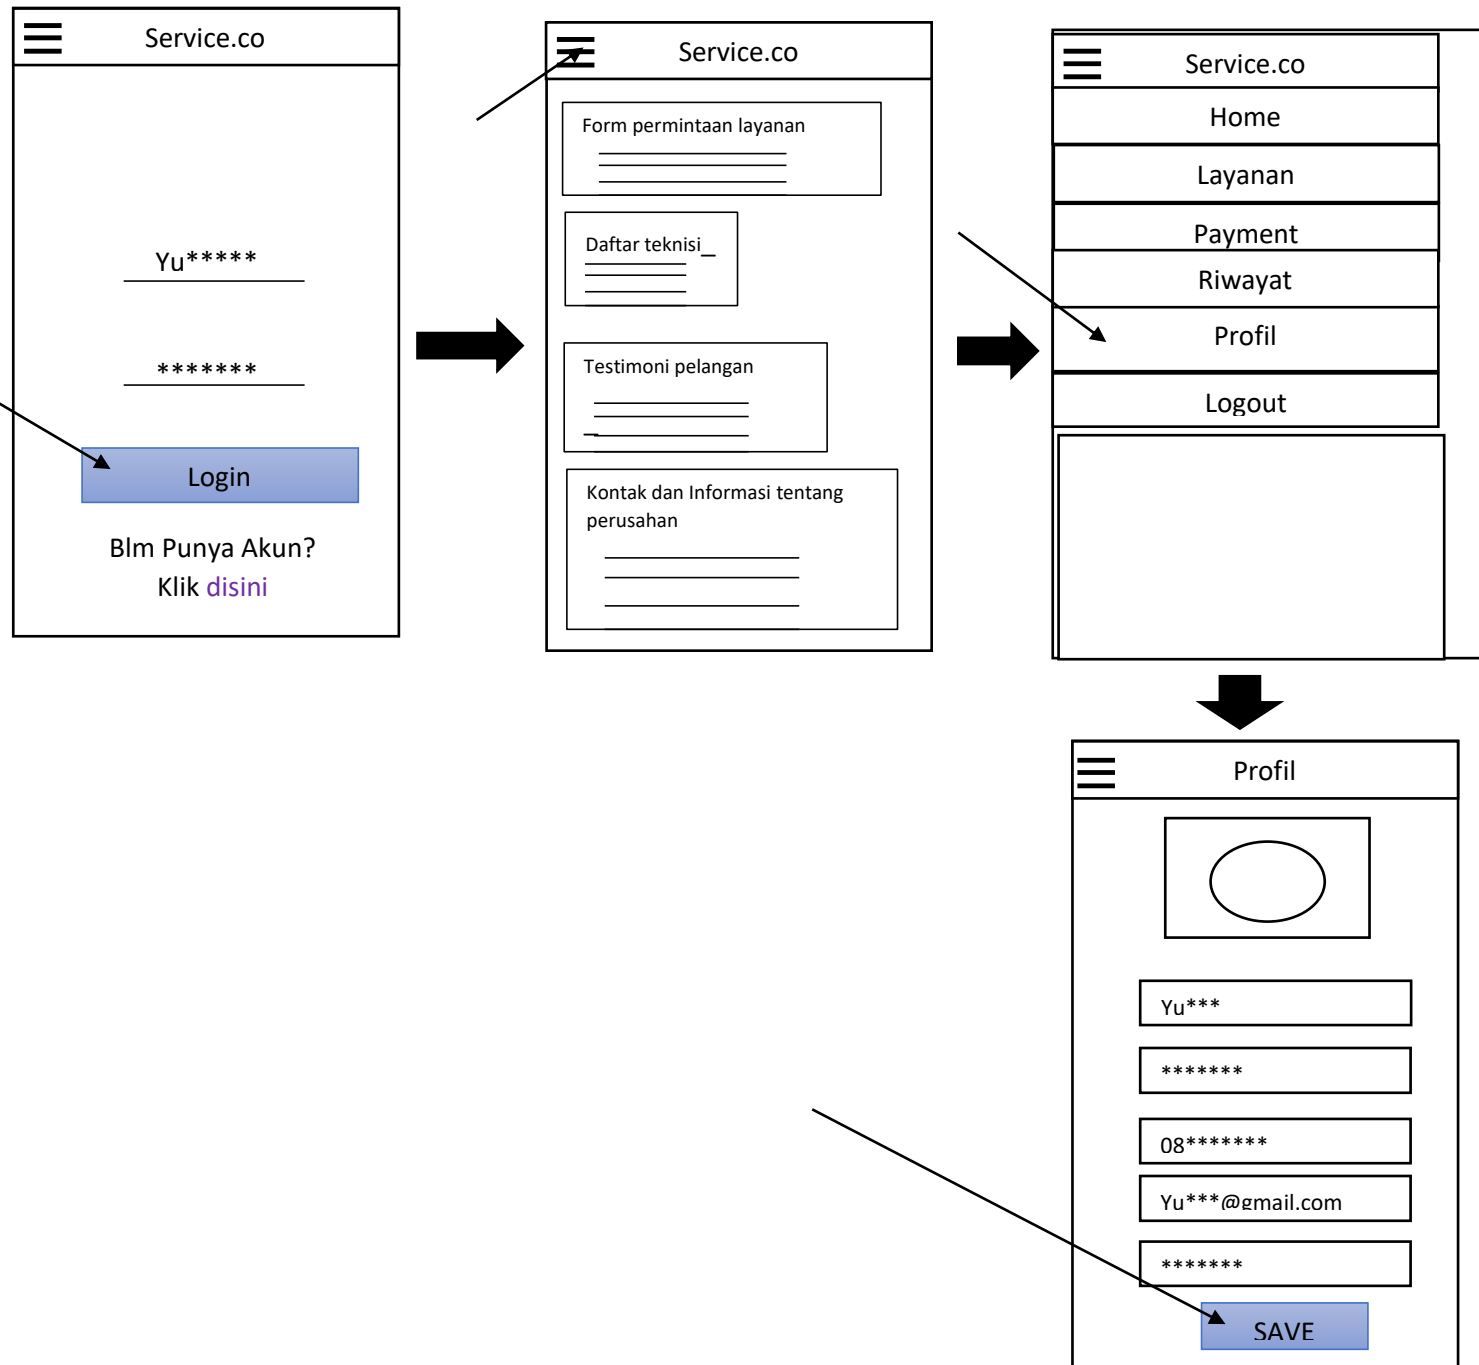 Service.co
Yu*****
*******
Login
Blm Punya Akun?
Klik disini
Service.co
Form permintaan layanan
Daftar teknisi_
Testimoni pelangan
Kontak dan Informasi tentang
perusahan
Service.co
Home
Layanan
Payment
Riwayat
Profil
Logout
Profil
Yu***
*******
08*******
Yu***@gmail.com
*******
SAVE